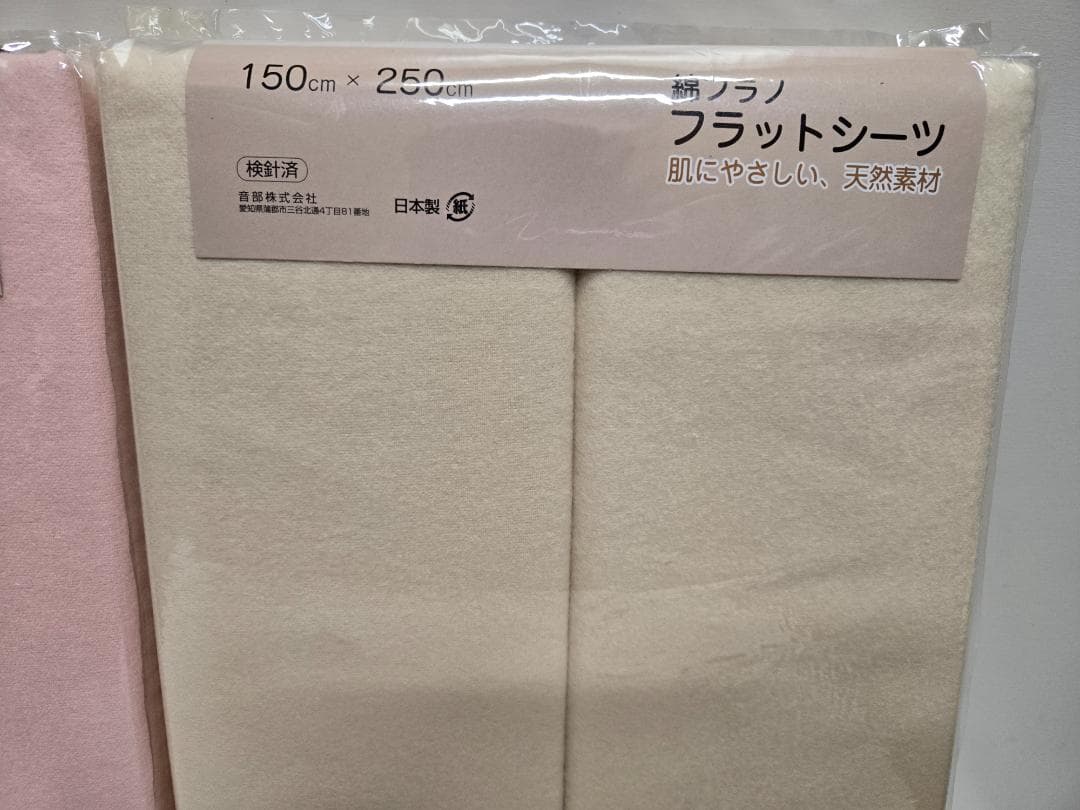 150cm × 250cm
綿フラノ
フラットシーツ
肌にやさしい、天然素材
検針済
音部株式会社
愛知県蒲郡市三谷北通4丁目81番地
日本製 紙